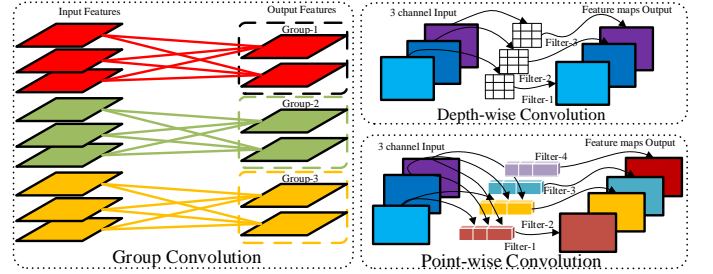 Input Features
Output Features
Group-1
Group-2
Group-3
Group Convolution
3 channel Input
Feature maps Output
Filter-3
Filter-2
Filter-1
Depth-wise Convolution
3 channel Input
Feature maps Output
Filter-4
Filter-3
Filter-2
Filter-1
Point-wise Convolution